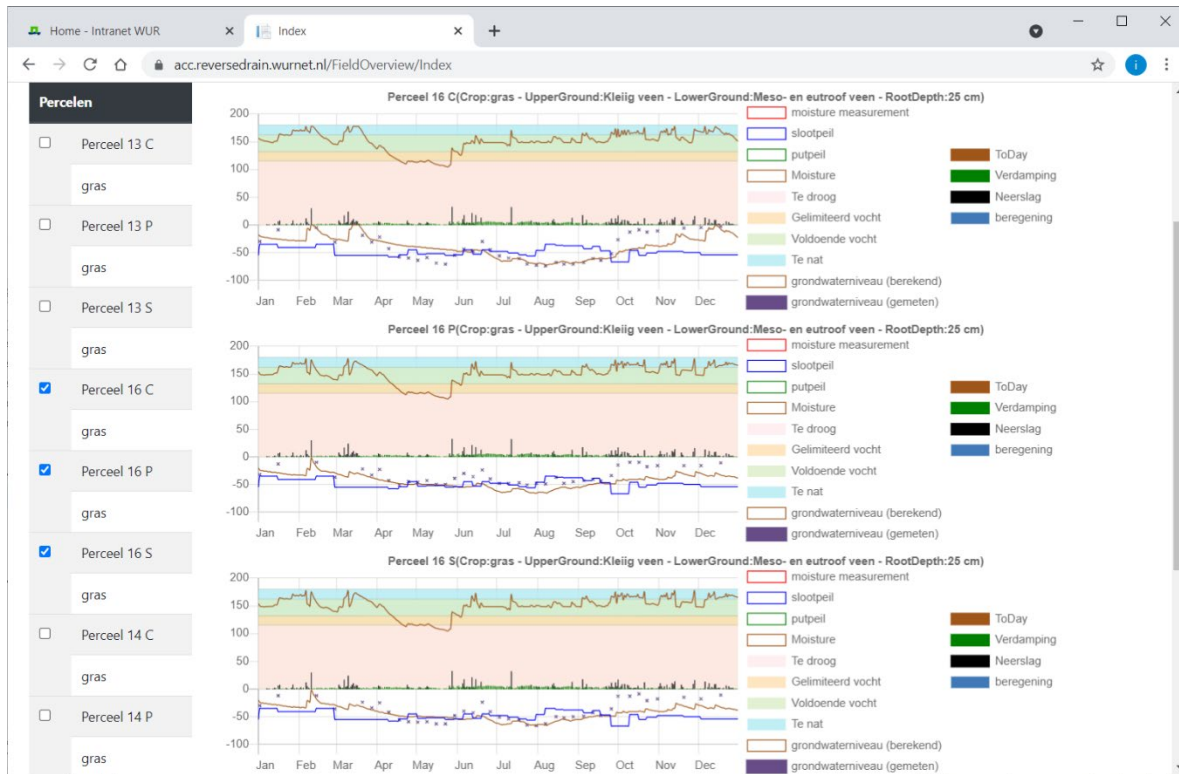 Home - Intranet WUR
Index
acc.reversedrain.wurnet.nl/FieldOverview/Index
i
Percelen
Perceel 13 C
gras
Perceel 13 P
gras
Perceel 13 S
gras
Perceel 16 C
gras
Perceel 16 P
gras
Perceel 16 S
gras
Perceel 14 C
gras
Perceel 14 P
gras
Perceel 16 C(Crop:gras - UpperGround:Kleiig veen - LowerGround:Meso- en eutroof veen - RootDepth:25 cm)
200
150
100
50
0
-50
-100
Jan Feb Mar Apr May Jun Jul Aug Sep Oct Nov Dec
moisture measurement
slootpeil
putpeil ToDay
Moisture Verdamping
Te droog Neerslag
Gelimiteerd vocht beregening
Voldoende vocht
Te nat
grondwaterniveau (berekend)
grondwaterniveau (gemeten)
Perceel 16 P(Crop:gras - UpperGround:Kleiig veen - LowerGround:Meso- en eutroof veen - RootDepth:25 cm)
200
150
100
50
0
-50
-100
Jan Feb Mar Apr May Jun Jul Aug Sep Oct Nov Dec
moisture measurement
slootpeil
putpeil ToDay
Moisture Verdamping
Te droog Neerslag
Gelimiteerd vocht beregening
Voldoende vocht
Te nat
grondwaterniveau (berekend)
grondwaterniveau (gemeten)
Perceel 16 S(Crop:gras - UpperGround:Kleiig veen - LowerGround:Meso- en eutroof veen - RootDepth:25 cm)
200
150
100
50
0
-50
-100
Jan Feb Mar Apr May Jun Jul Aug Sep Oct Nov Dec
moisture measurement
slootpeil
putpeil ToDay
Moisture Verdamping
Te droog Neerslag
Gelimiteerd vocht beregening
Voldoende vocht
Te nat
grondwaterniveau (berekend)
grondwaterniveau (gemeten)